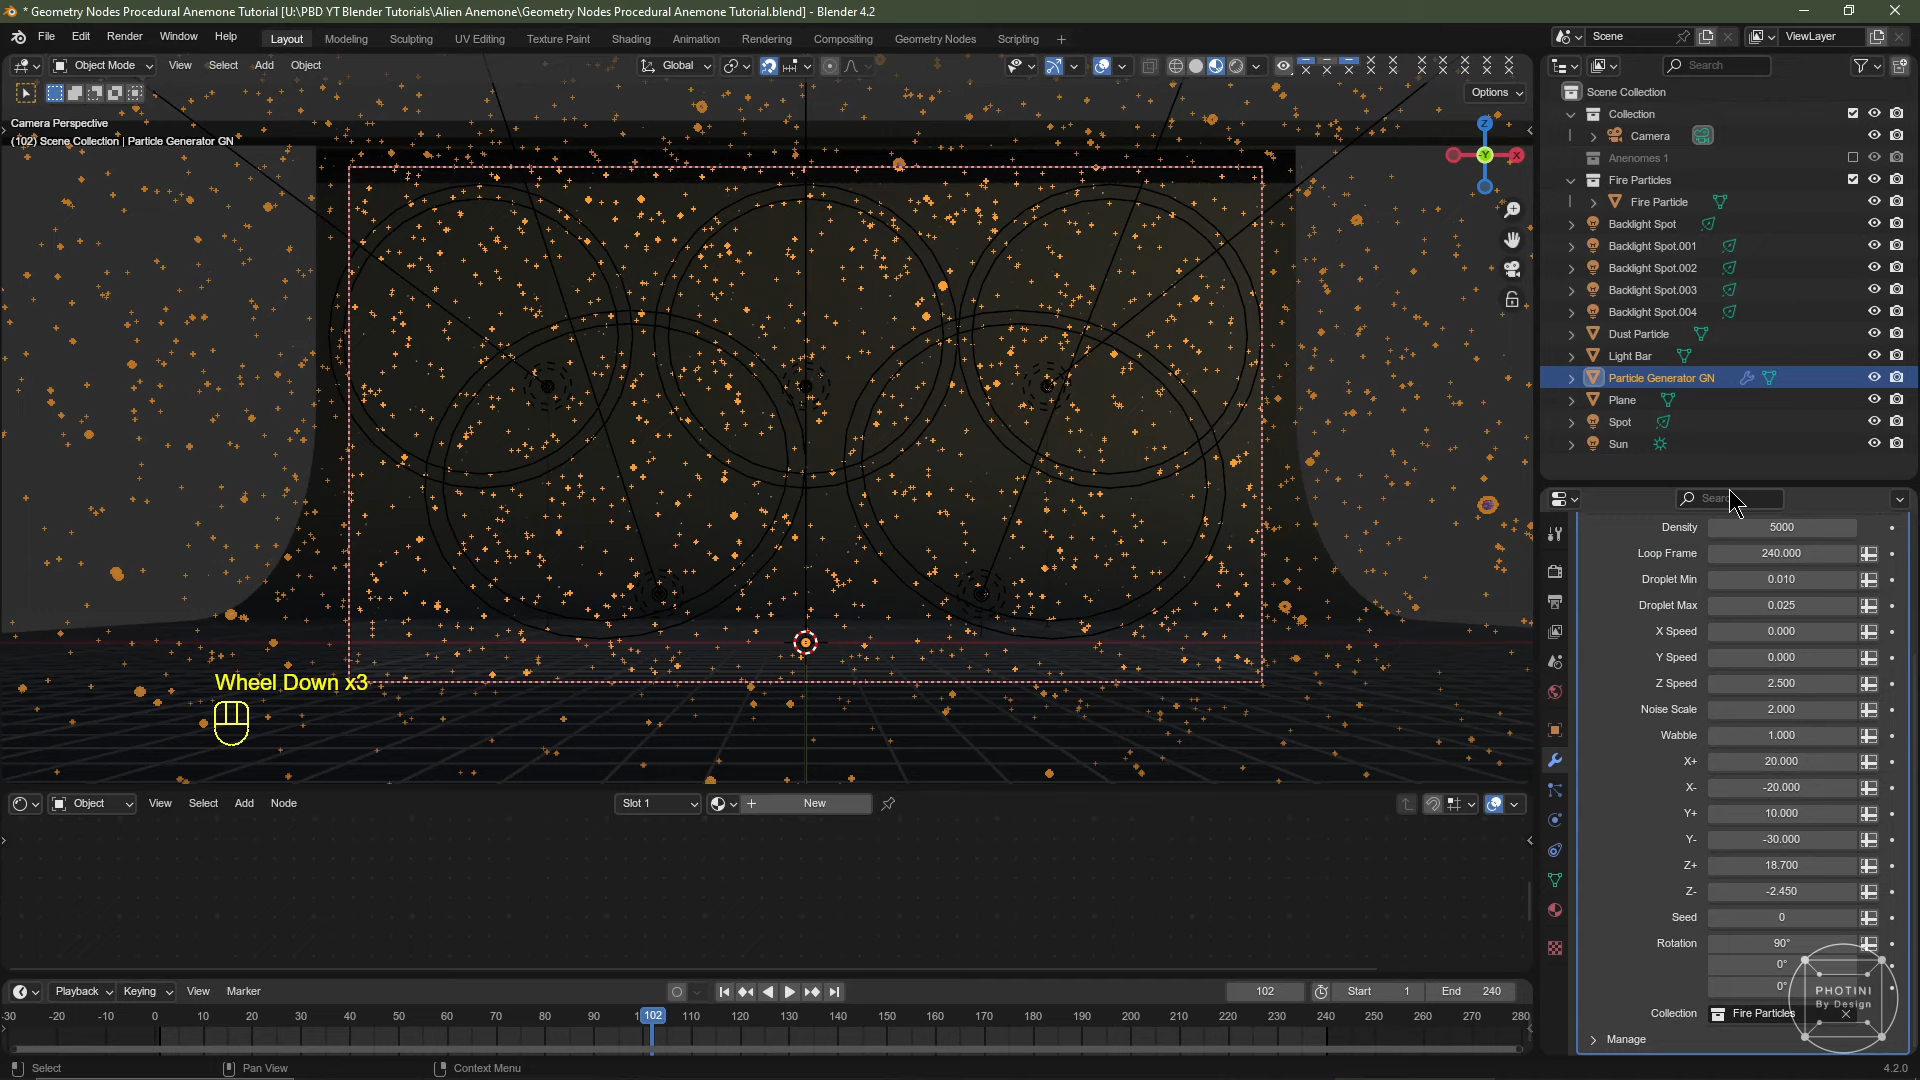 * Geometry Nodes Procedural Anemone Tutorial [U:\PBD YT Blender Tutorials\Alien Anemone\Geometry Nodes Procedural Anemone Tutorial.blend] - Blender 4.2
File Edit Render Window Help Layout Modeling Sculpting UV Editing Texture Paint Shading Animation Rendering Compositing Geometry Nodes Scripting + Scene ViewLayer
Object Mode View Select Add Object Global Search
Options
Scene Collection
Collection
Camera
Anenomes 1
Fire Particles
Fire Particle
Backlight Spot
Backlight Spot.001
Backlight Spot.002
Backlight Spot.003
Backlight Spot.004
Dust Particle
Light Bar
Particle Generator GN
Plane
Spot
Sun
Camera Perspective
(102) Scene Collection | Particle Generator GN
Z
Y
X
Wheel Down x3
Search
Density 5000
Loop Frame 240.000
Droplet Min 0.010
Droplet Max 0.025
X Speed 0.000
Y Speed 0.000
Z Speed 2.500
Noise Scale 2.000
Wabble 1.000
X+ 20.000
X- -20.000
Y+ 10.000
Y- -30.000
Z+ 18.700
Z- -2.450
Seed 0
Rotation 90°
0°
0°
Collection Fire Particles
Manage
PHOTINI
By Design
Object View Select Add Node Slot 1 New
Playback Keying View Marker 102 Start 1 End 240
-30 -20 -10 0 10 20 30 40 50 60 70 80 90 102 110 120 130 140 150 160 170 180 190 200 210 220 230 240 250 260 270 280
Select Pan View Context Menu 4.2.0